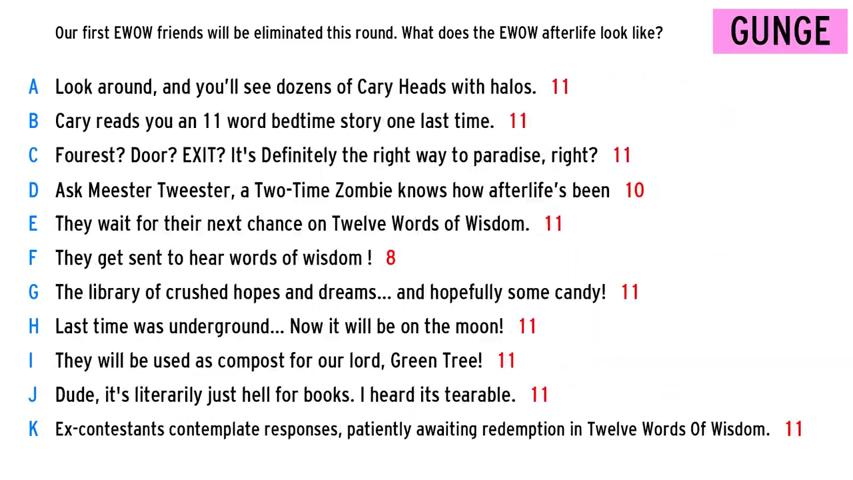 Our first EWOW friends will be eliminated this round. What does the EWOW afterlife look like?
GUNGE
A Look around, and you'll see dozens of Cary Heads with halos. 11
B Cary reads you an 11 word bedtime story one last time. 11
C Fourest? Door? EXIT? It's Definitely the right way to paradise, right? 11
D Ask Meester Tweester, a Two-Time Zombie knows how afterlife's been 10
E They wait for their next chance on Twelve Words of Wisdom. 11
F They get sent to hear words of wisdom ! 8
G The library of crushed hopes and dreams... and hopefully some candy! 11
H Last time was underground... Now it will be on the moon! 11
I They will be used as compost for our lord, Green Tree! 11
J Dude, it's literarily just hell for books. I heard its tearable. 11
K Ex-contestants contemplate responses, patiently awaiting redemption in Twelve Words Of Wisdom. 11